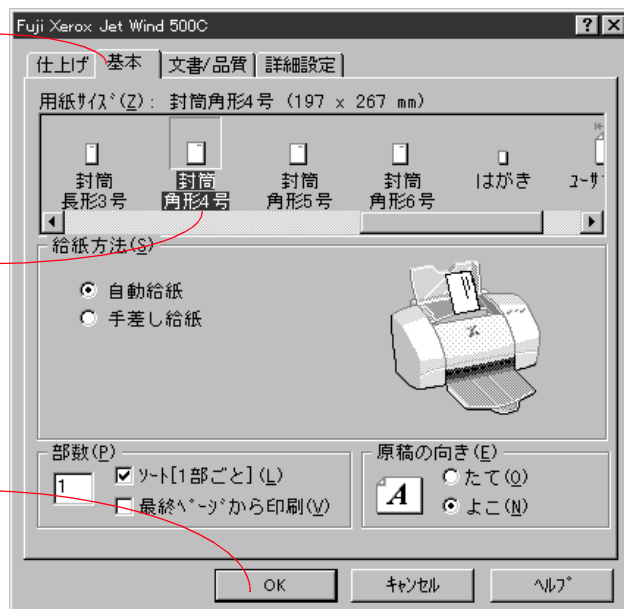 Fuji Xerox Jet Wind 500C
仕上げ 基本 文書/品質 詳細設定
用紙ｻｲｽﾞ(Z): 封筒角形4号 (197 x 267 mm)
封筒 封筒 封筒 封筒 はがき ﾕｰｻﾞ
長形3号 角形4号 角形5号 角形6号
給紙方法(S)
自動給紙
手差し給紙
部数(P)
1
ｿｰﾄ[1部ごと](L)
最終ﾍﾟｰｼﾞから印刷(V)
原稿の向き(E)
A
たて(O)
よこ(N)
OK ｷｬﾝｾﾙ ﾍﾙﾌﾟ